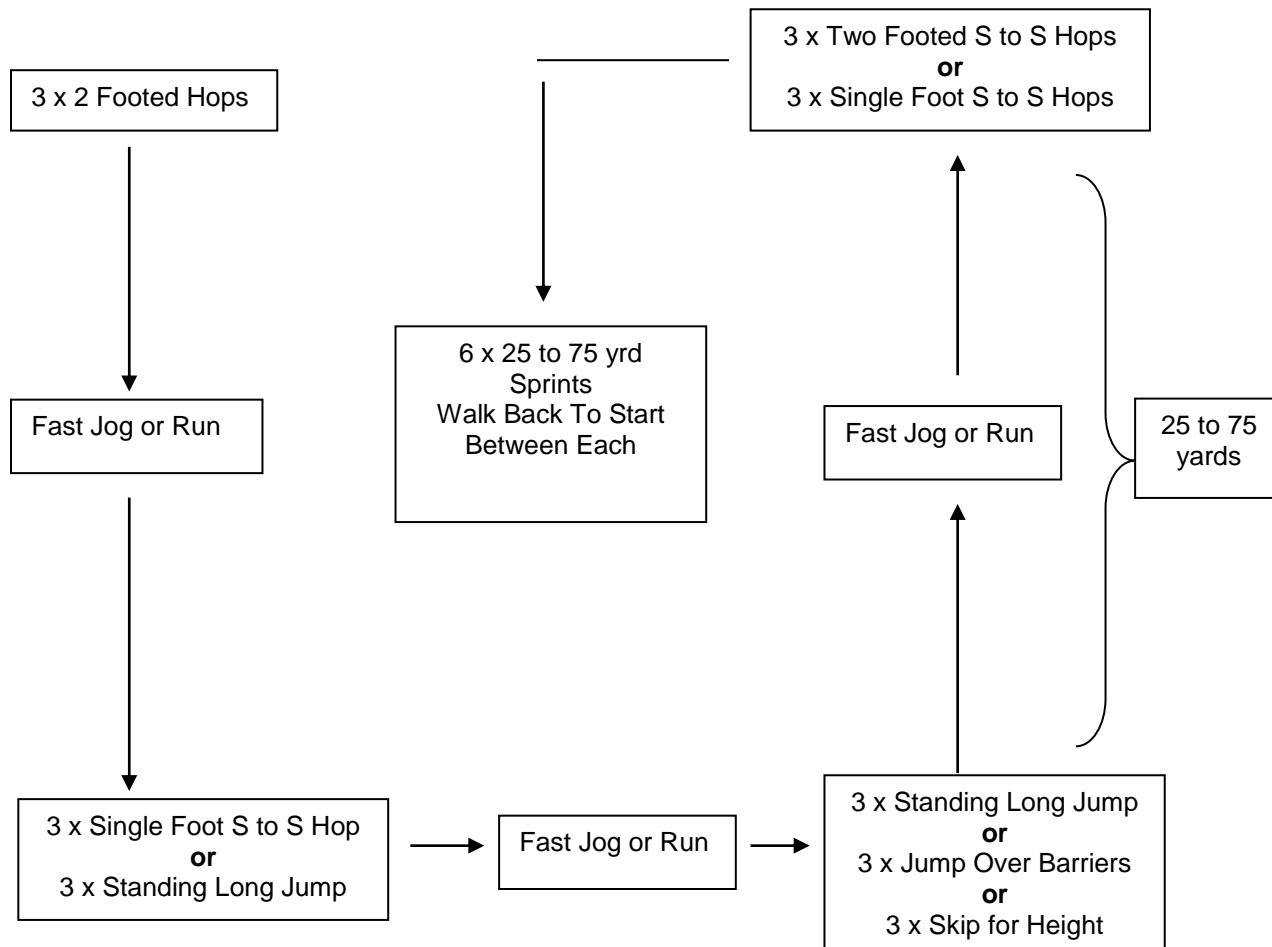 3 x 2 Footed Hops
Fast Jog or Run
3 x Single Foot S to S Hop
or
3 x Standing Long Jump
Fast Jog or Run
3 x Standing Long Jump
or
3 x Jump Over Barriers
or
3 x Skip for Height
Fast Jog or Run
25 to 75
yards
3 x Two Footed S to S Hops
or
3 x Single Foot S to S Hops
6 x 25 to 75 yrd
Sprints
Walk Back To Start
Between Each